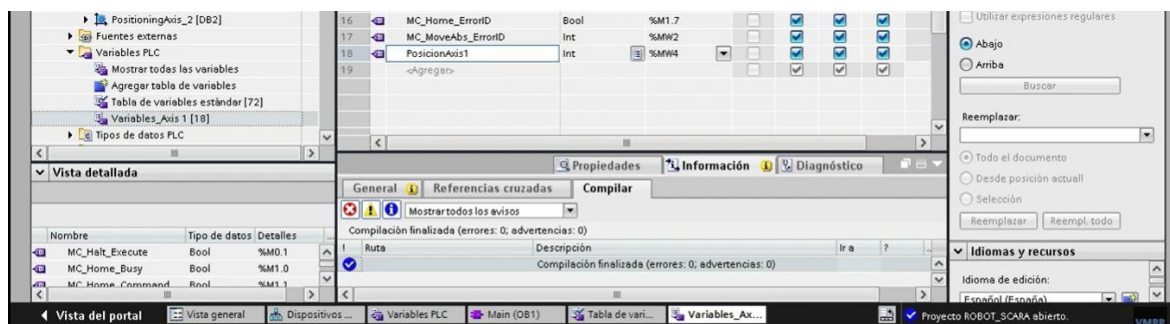 PositioningAxis_2 [DB2]
Fuentes externas
Variables PLC
Mostrar todas las variables
Agregar tabla de variables
Tabla de variables estándar [72]
Variables_Axis 1 [18]
Tipos de datos PLC
Vista detallada
Nombre Tipo de datos Detalles ...
MC_Halt_Execute Bool %M0.1
MC_Home_Busy Bool %M1.0
MC_Home_Command Bool %M1.1
16 MC_Home_ErrorID Bool %M1.7
17 MC_MoveAbs_ErrorID Int %MW2
18 PosicionAxis1 Int %MW4
19 <Agregar>
Propiedades Información Diagnóstico
General Referencias cruzadas Compilar
Mostrar todos los avisos
Compilación finalizada (errores: 0; advertencias: 0)
! Ruta Descripción Ir a ?
Compilación finalizada (errores: 0; advertencias: 0)
Utilizar expresiones regulares
Abajo
Arriba
Buscar
Reemplazar:
Todo el documento
Desde posición actuall
Selección
Reemplazar Reempl. todo
Idiomas y recursos
Idioma de edición:
Español (España)
Vista del portal Vista general Dispositivos ... Variables PLC Main (OB1) Tabla de vari... Variables_Ax... Proyecto ROBOT_SCARA abierto.